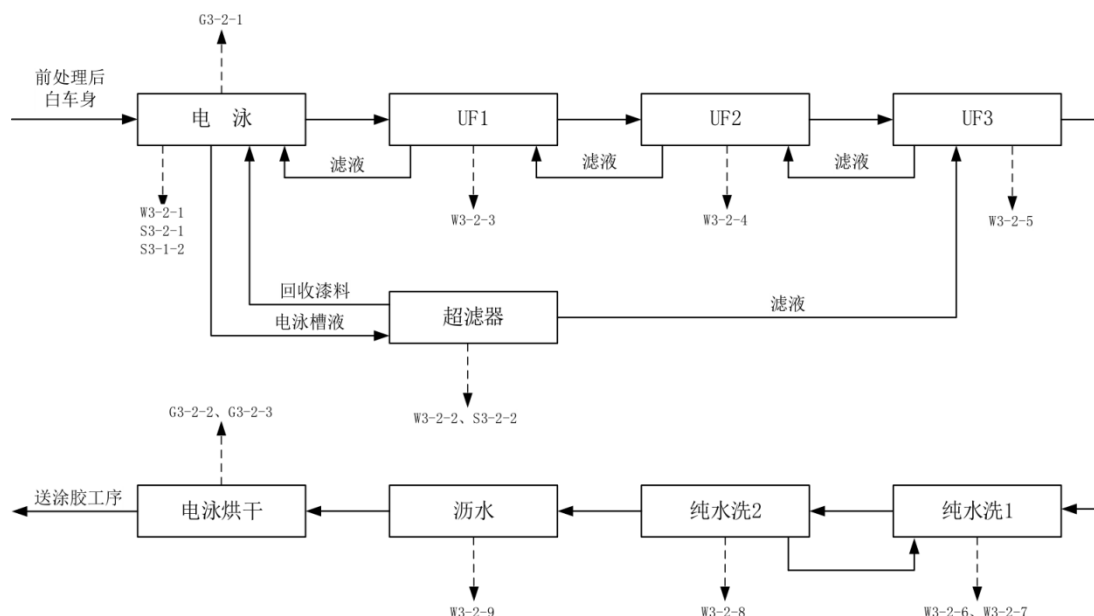 G3-2-1
前处理后
白车身
电 泳
UF1
UF2
UF3
滤液
滤液
滤液
W3-2-1
S3-2-1
S3-1-2
W3-2-3
W3-2-4
W3-2-5
回收漆料
电泳槽液
超滤器
滤液
W3-2-2、S3-2-2
G3-2-2、G3-2-3
送涂胶工序
电泳烘干
沥水
纯水洗2
纯水洗1
W3-2-9
W3-2-8
W3-2-6、W3-2-7